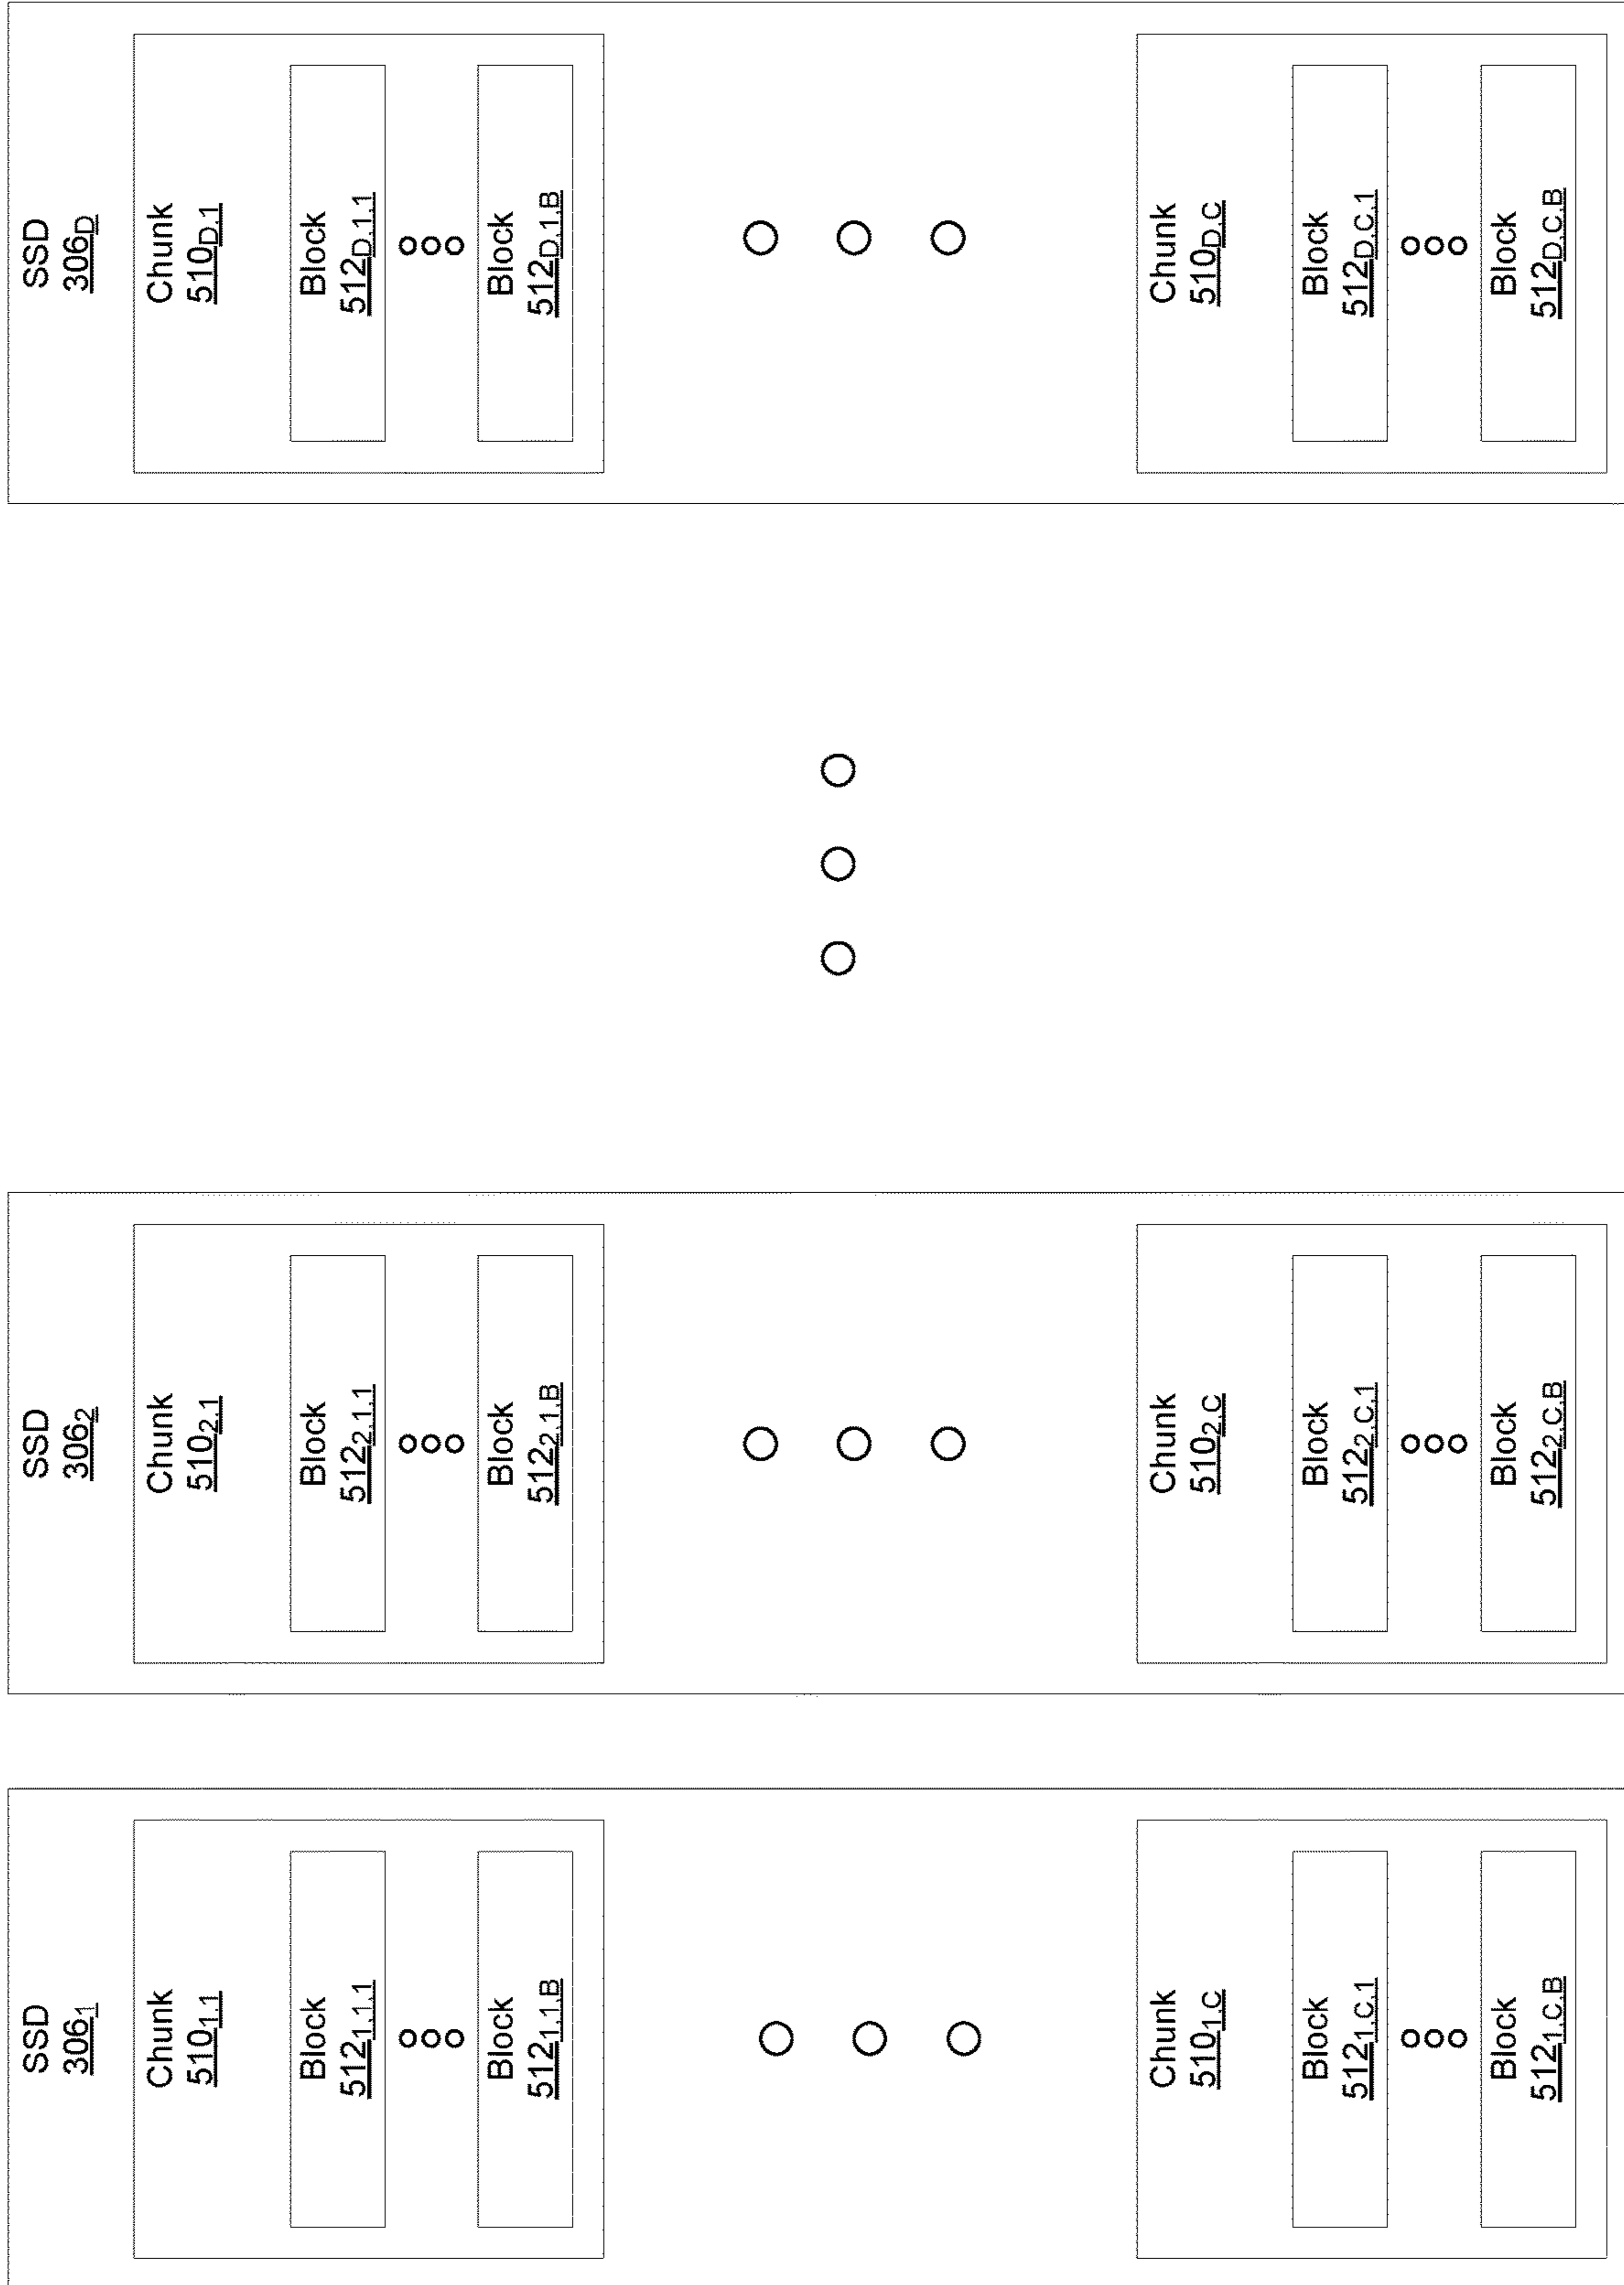 SSD
306₁
Chunk
510₁,₁
Block
512₁,₁,₁
Block
512₁,₁,B
Chunk
510₁,C
Block
512₁,C,₁
Block
512₁,C,B
SSD
306₂
Chunk
510₂,₁
Block
512₂,₁,₁
Block
512₂,₁,B
Chunk
510₂,C
Block
512₂,C,₁
Block
512₂,C,B
SSD
306D
Chunk
510D,₁
Block
512D,₁,₁
Block
512D,₁,B
Chunk
510D,C
Block
512D,C,₁
Block
512D,C,B